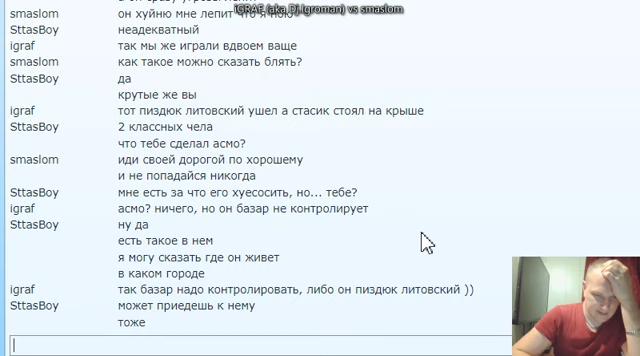 а он сразу
IGRAF (aka Dj Igroman) vs smaslom
smaslom он хуйню мне лепит что я ною
SttasBoy неадекватный
igraf так мы же играли вдвоем ваще
smaslom как такое можно сказать блять?
SttasBoy да
крутые же вы
igraf тот пиздюк литовский ушел а стасик стоял на крыше
SttasBoy 2 классных чела
что тебе сделал асмо?
smaslom иди своей дорогой по хорошему
и не попадайся никогда
SttasBoy мне есть за что его хуесосить, но... тебе?
igraf асмо? ничего, но он базар не контролирует
SttasBoy ну да
есть такое в нем
я могу сказать где он живет
в каком городе
igraf так базар надо контролировать, либо он пиздюк литовский ))
SttasBoy может приедешь к нему
тоже